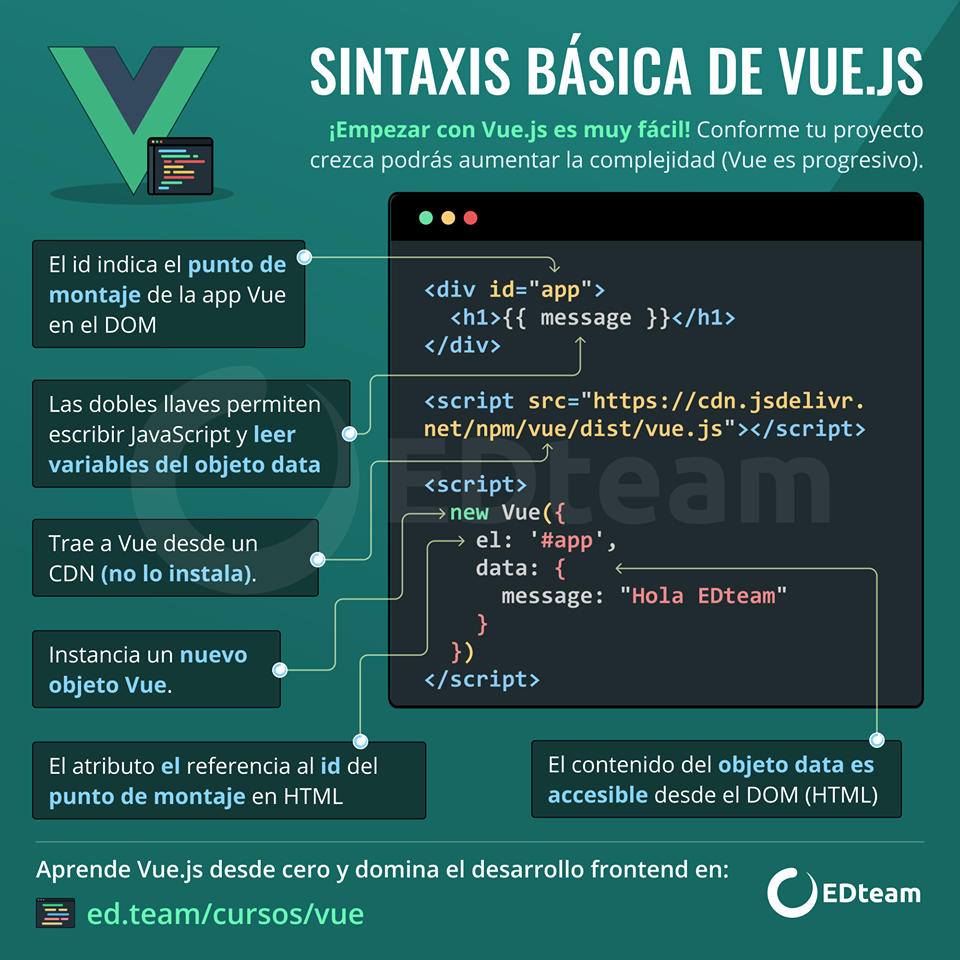 SINTAXIS BÁSICA DE VUE.JS
¡Empezar con Vue.js es muy fácil! Conforme tu proyecto
crezca podrás aumentar la complejidad (Vue es progresivo).
El id indica el punto de
montaje de la app Vue
en el DOM
Las dobles llaves permiten
escribir JavaScript y leer
variables del objeto data
Trae a Vue desde un
CDN (no lo instala).
Instancia un nuevo
objeto Vue.
El atributo el referencia al id del
punto de montaje en HTML
<div id="app">
<h1>{{ message }}</h1>
</div>
<script src="https://cdn.jsdelivr.
net/npm/vue/dist/vue.js"></script>
<script>
new Vue({
el: '#app',
data: {
message: "Hola EDteam"
}
})
</script>
El contenido del objeto data es
accesible desde el DOM (HTML)
EDteam
Aprende Vue.js desde cero y domina el desarrollo frontend en:
ed.team/cursos/vue
EDteam